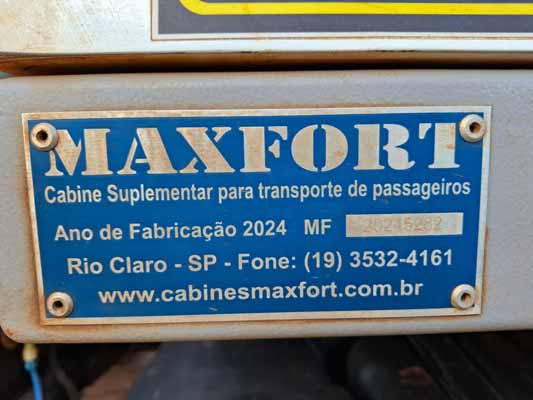 MAXFORT
Cabine Suplementar para transporte de passageiros
Ano de Fabricação 2024 MF 20245282
Rio Claro - SP - Fone: (19) 3532-4161
www.cabinesmaxfort.com.br